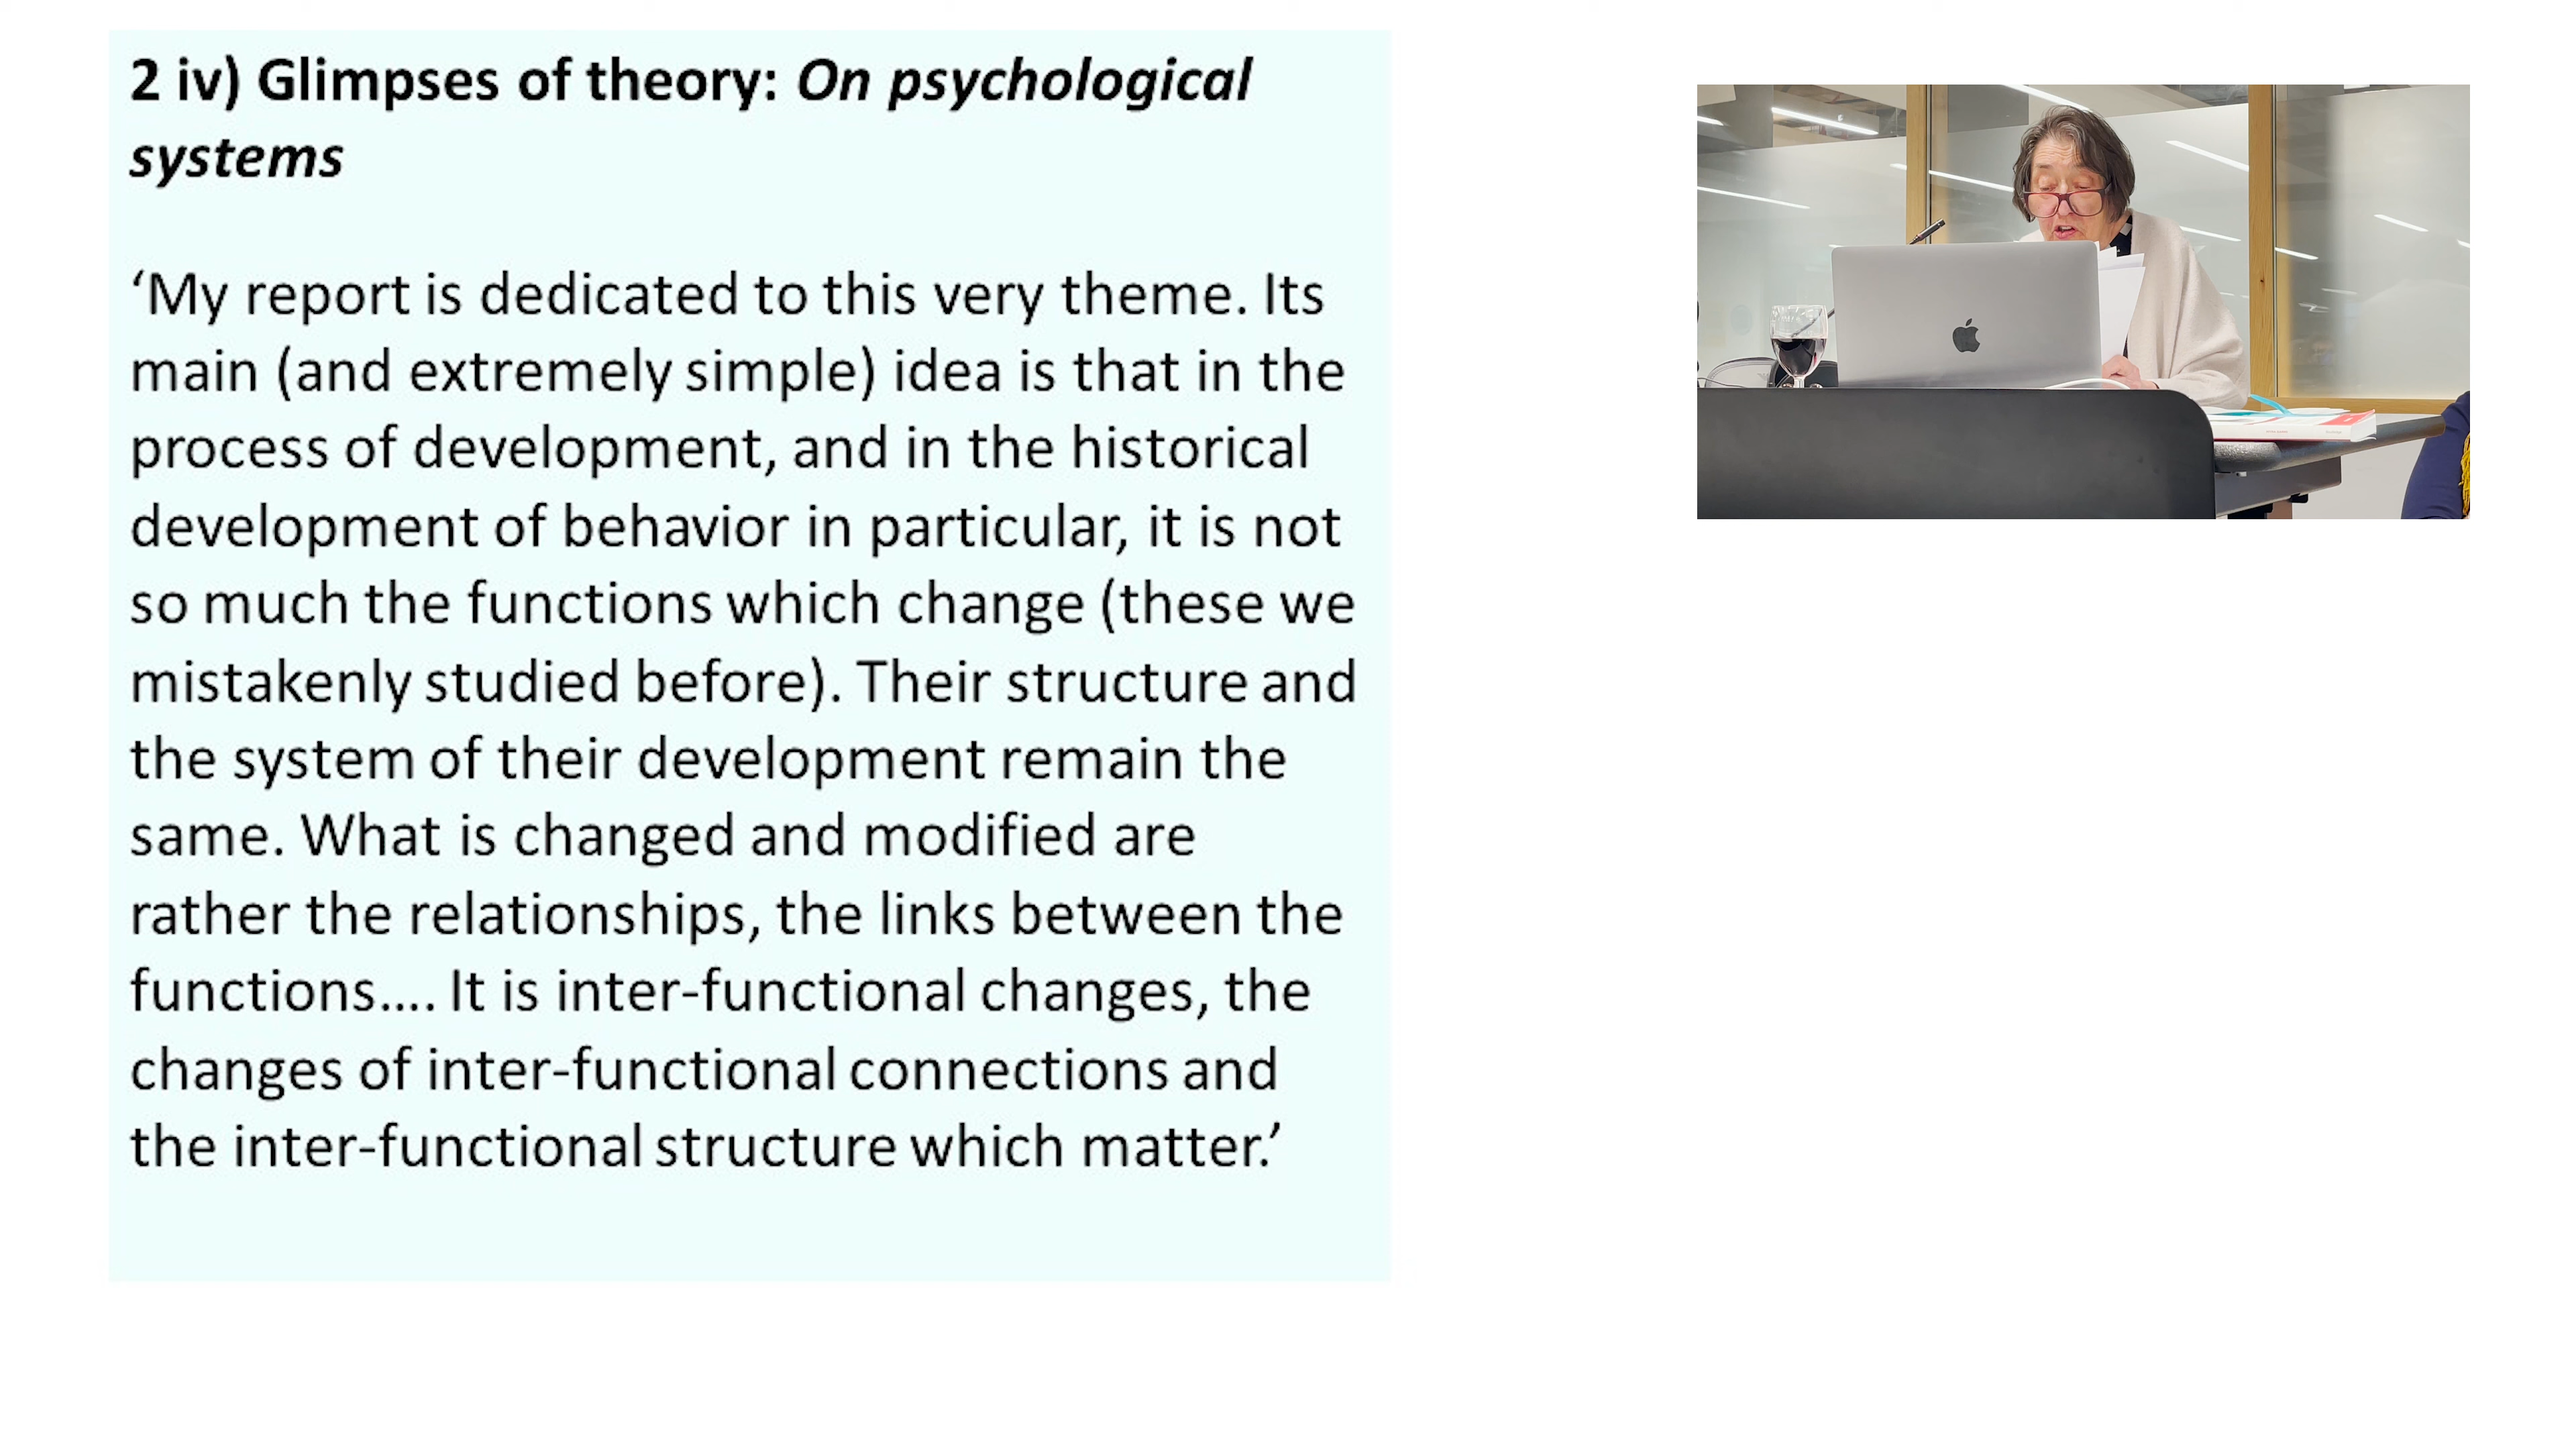 2 iv) Glimpses of theory: On psychological
systems
‘My report is dedicated to this very theme. Its
main (and extremely simple) idea is that in the
process of development, and in the historical
development of behavior in particular, it is not
so much the functions which change (these we
mistakenly studied before). Their structure and
the system of their development remain the
same. What is changed and modified are
rather the relationships, the links between the
functions…. It is inter-functional changes, the
changes of inter-functional connections and
the inter-functional structure which matter.’